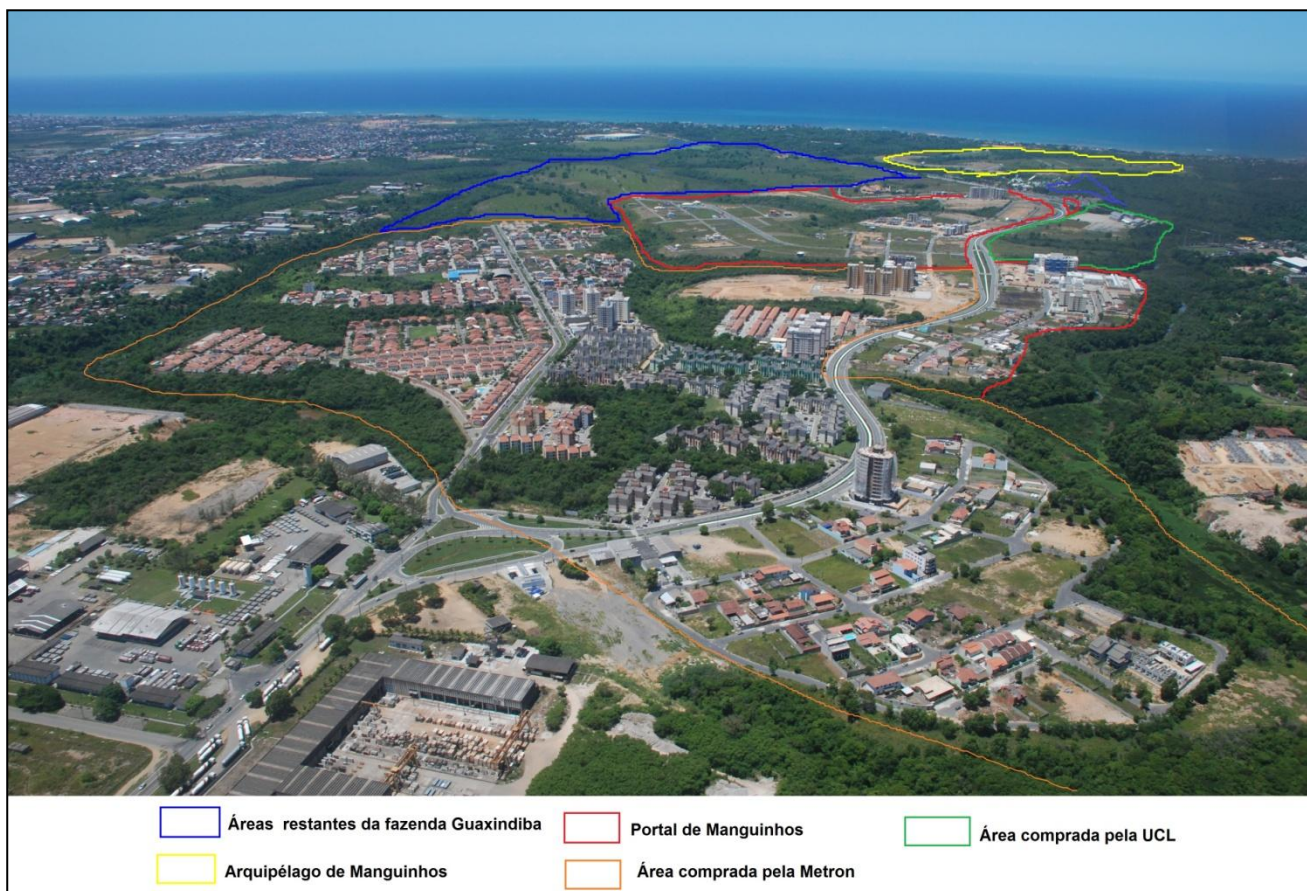 Áreas restantes da fazenda Guaxindiba
Portal de Manguinhos
Área comprada pela UCL
Arquipélago de Manguinhos
Área comprada pela Metron